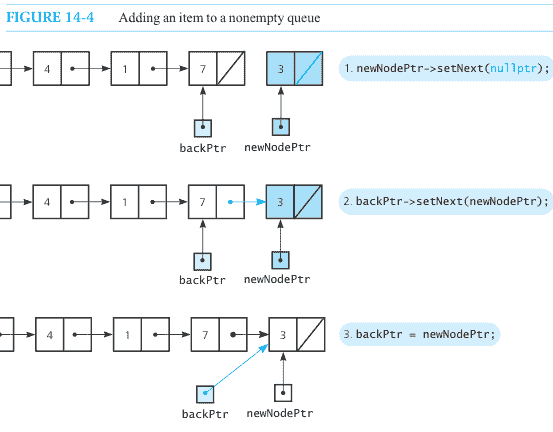 FIGURE 14-4 Adding an item to a nonempty queue
4 1 7 3 1. newNodePtr->setNext(nullptr);
backPtr newNodePtr
4 1 7 3 2. backPtr->setNext(newNodePtr);
backPtr newNodePtr
4 1 7 3 3. backPtr = newNodePtr;
backPtr newNodePtr